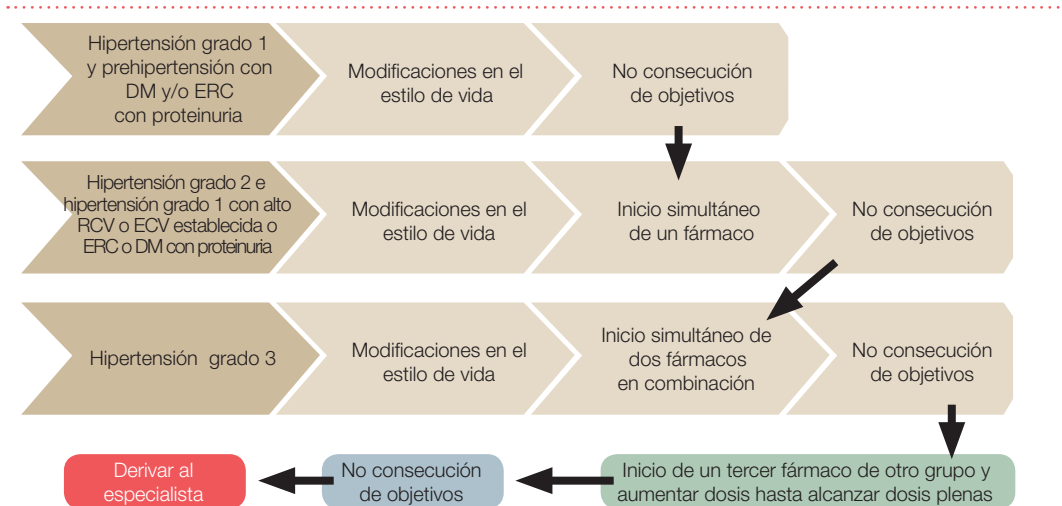 Hipertensión grado 1
y prehipertensión con
DM y/o ERC
con proteinuria
Modificaciones en el
estilo de vida
No consecución
de objetivos
Hipertensión grado 2 e
hipertensión grado 1 con alto
RCV o ECV establecida o
ERC o DM con proteinuria
Modificaciones en el
estilo de vida
Inicio simultáneo
de un fármaco
No consecución
de objetivos
Hipertensión grado 3
Modificaciones en el
estilo de vida
Inicio simultáneo de
dos fármacos
en combinación
No consecución
de objetivos
Derivar al
especialista
No consecución
de objetivos
Inicio de un tercer fármaco de otro grupo y
aumentar dosis hasta alcanzar dosis plenas